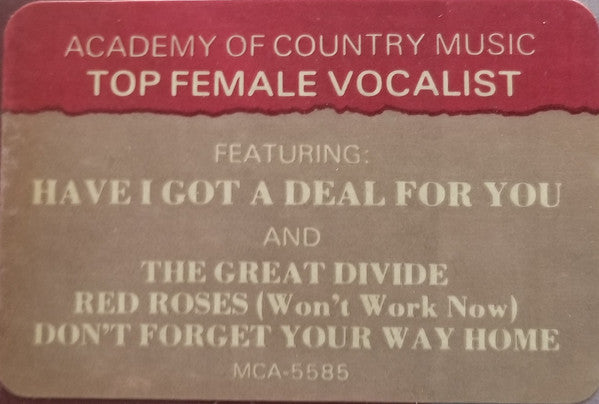 ACADEMY OF COUNTRY MUSIC
TOP FEMALE VOCALIST
FEATURING:
HAVE I GOT A DEAL FOR YOU
AND
THE GREAT DIVIDE
RED ROSES (Won't Work Now)
DON'T FORGET YOUR WAY HOME
MCA-5585